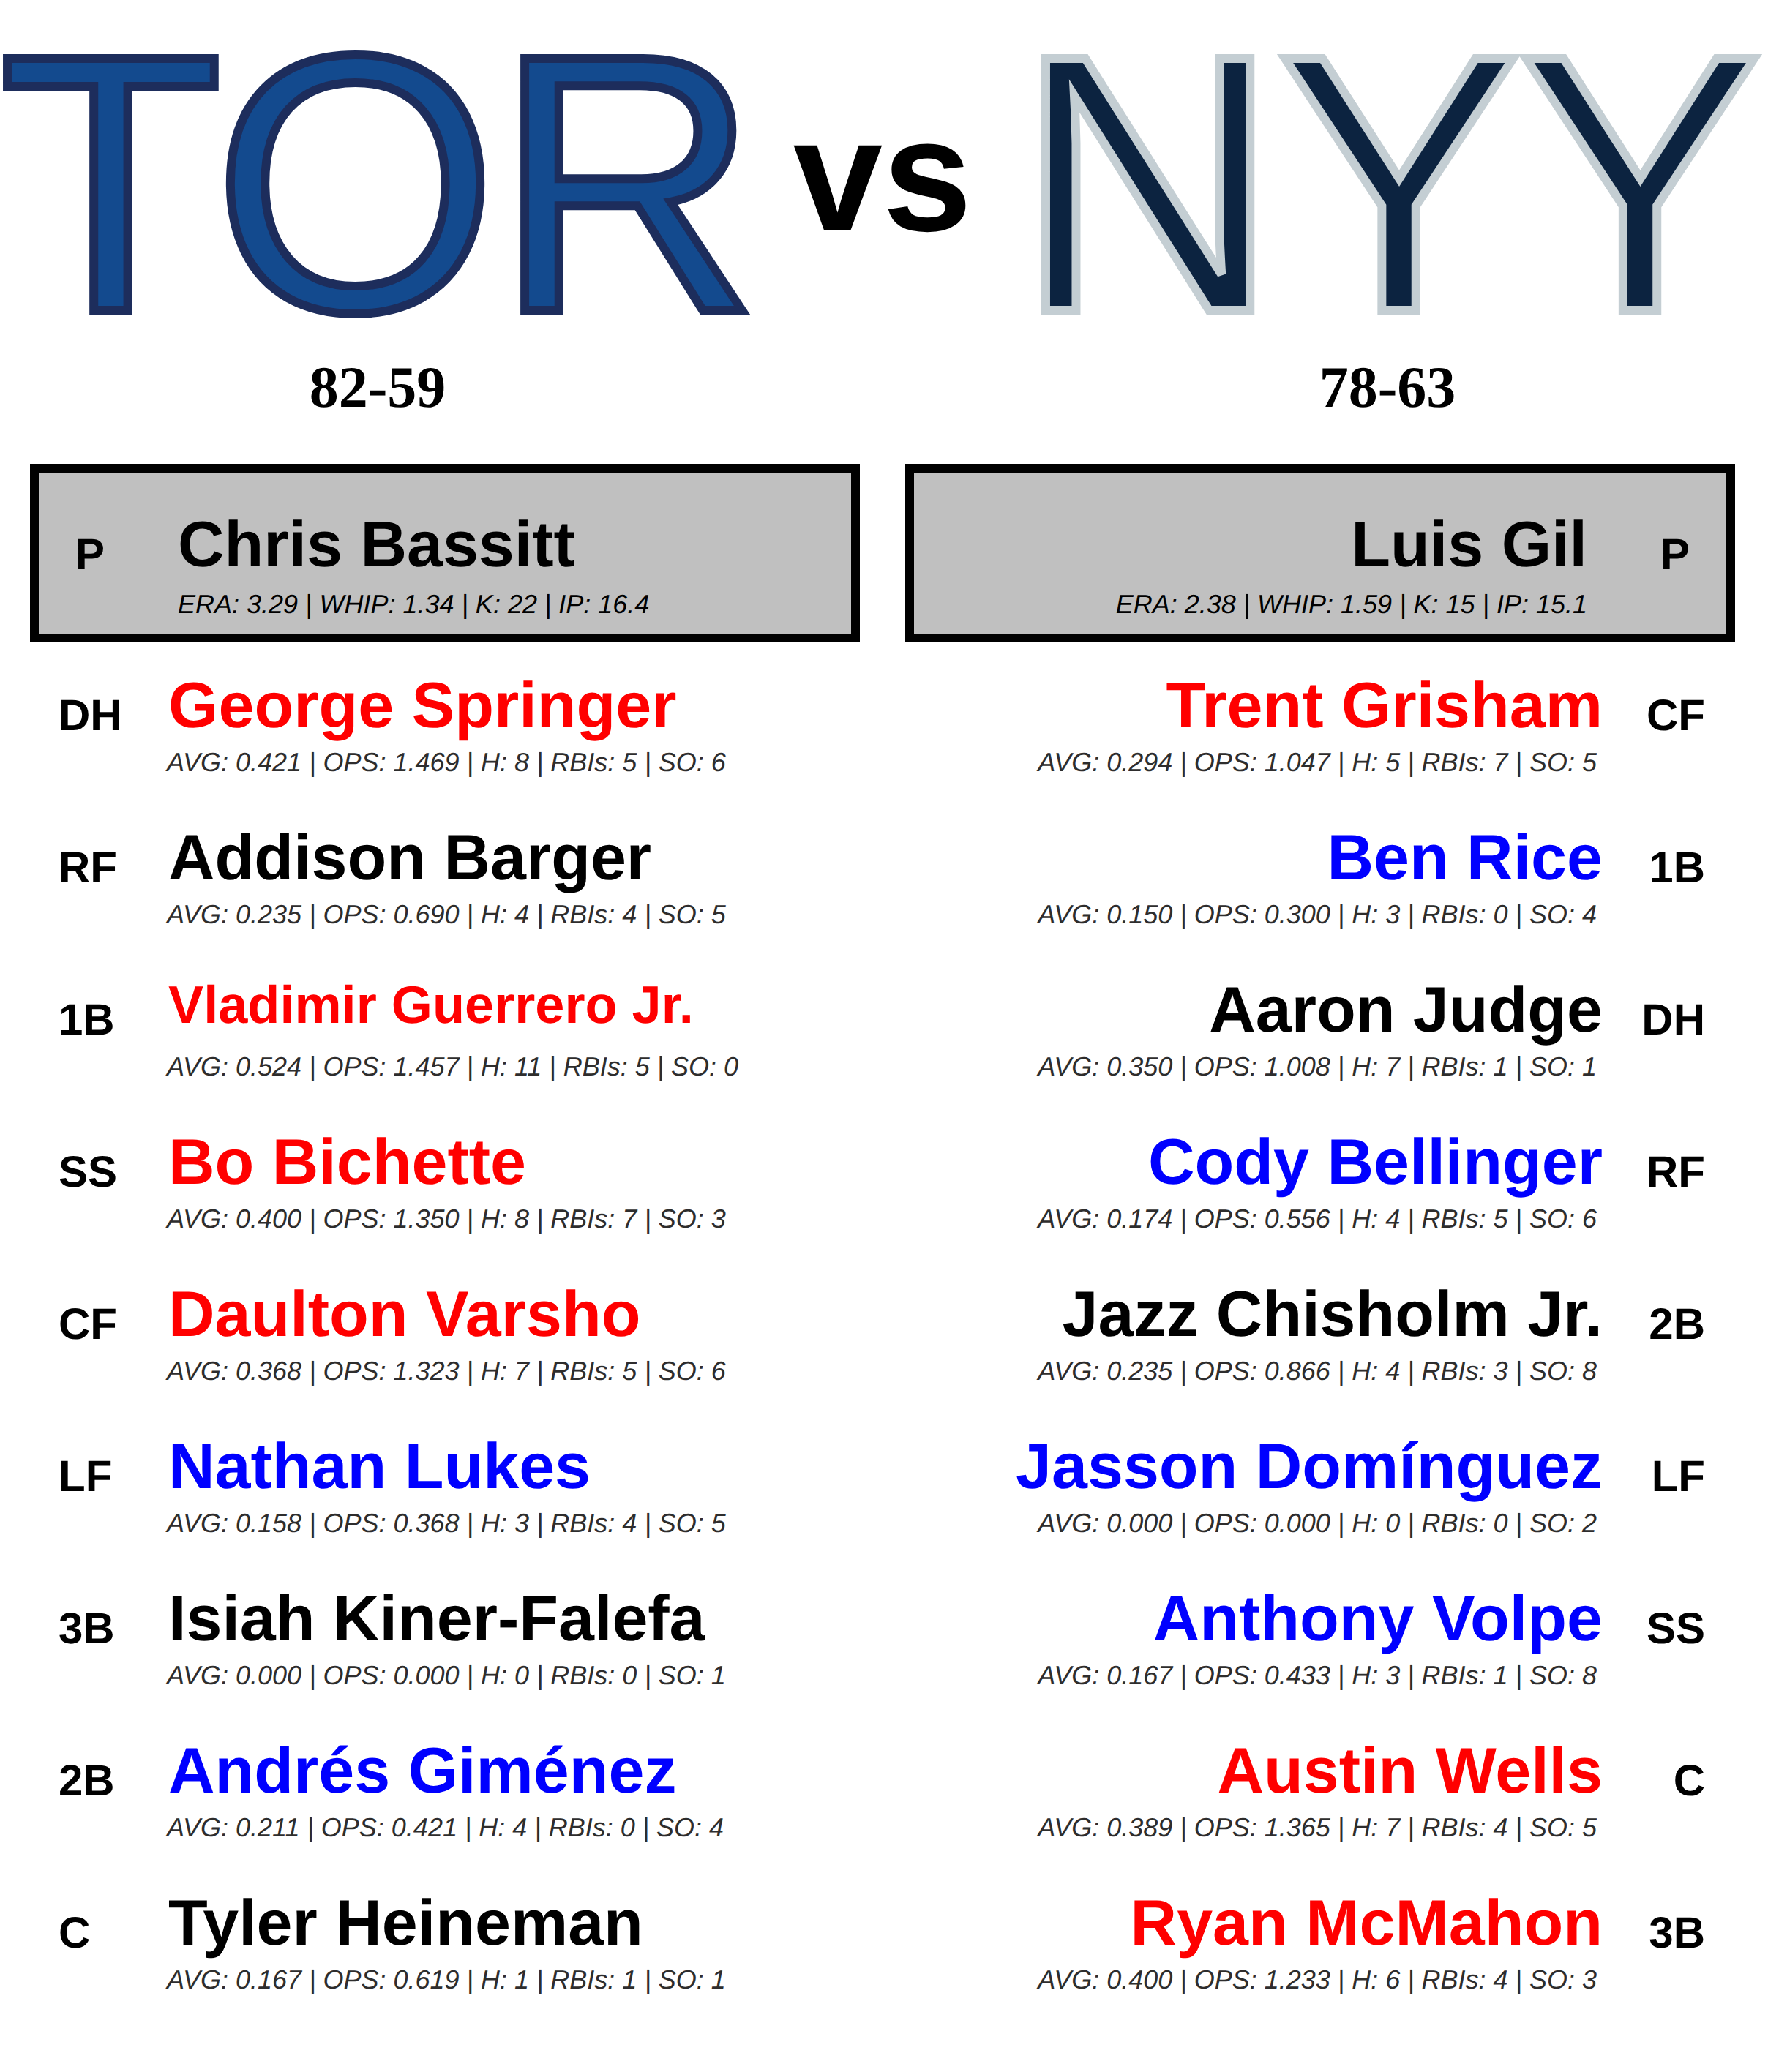 TOR vs NYY
82-59
78-63
P Chris Bassitt
ERA: 3.29 | WHIP: 1.34 | K: 22 | IP: 16.4
Luis Gil P
ERA: 2.38 | WHIP: 1.59 | K: 15 | IP: 15.1
DH George Springer
AVG: 0.421 | OPS: 1.469 | H: 8 | RBIs: 5 | SO: 6
RF Addison Barger
AVG: 0.235 | OPS: 0.690 | H: 4 | RBIs: 4 | SO: 5
1B Vladimir Guerrero Jr.
AVG: 0.524 | OPS: 1.457 | H: 11 | RBIs: 5 | SO: 0
SS Bo Bichette
AVG: 0.400 | OPS: 1.350 | H: 8 | RBIs: 7 | SO: 3
CF Daulton Varsho
AVG: 0.368 | OPS: 1.323 | H: 7 | RBIs: 5 | SO: 6
LF Nathan Lukes
AVG: 0.158 | OPS: 0.368 | H: 3 | RBIs: 4 | SO: 5
3B Isiah Kiner-Falefa
AVG: 0.000 | OPS: 0.000 | H: 0 | RBIs: 0 | SO: 1
2B Andrés Giménez
AVG: 0.211 | OPS: 0.421 | H: 4 | RBIs: 0 | SO: 4
C Tyler Heineman
AVG: 0.167 | OPS: 0.619 | H: 1 | RBIs: 1 | SO: 1
Trent Grisham CF
AVG: 0.294 | OPS: 1.047 | H: 5 | RBIs: 7 | SO: 5
Ben Rice 1B
AVG: 0.150 | OPS: 0.300 | H: 3 | RBIs: 0 | SO: 4
Aaron Judge DH
AVG: 0.350 | OPS: 1.008 | H: 7 | RBIs: 1 | SO: 1
Cody Bellinger RF
AVG: 0.174 | OPS: 0.556 | H: 4 | RBIs: 5 | SO: 6
Jazz Chisholm Jr. 2B
AVG: 0.235 | OPS: 0.866 | H: 4 | RBIs: 3 | SO: 8
Jasson Domínguez LF
AVG: 0.000 | OPS: 0.000 | H: 0 | RBIs: 0 | SO: 2
Anthony Volpe SS
AVG: 0.167 | OPS: 0.433 | H: 3 | RBIs: 1 | SO: 8
Austin Wells C
AVG: 0.389 | OPS: 1.365 | H: 7 | RBIs: 4 | SO: 5
Ryan McMahon 3B
AVG: 0.400 | OPS: 1.233 | H: 6 | RBIs: 4 | SO: 3